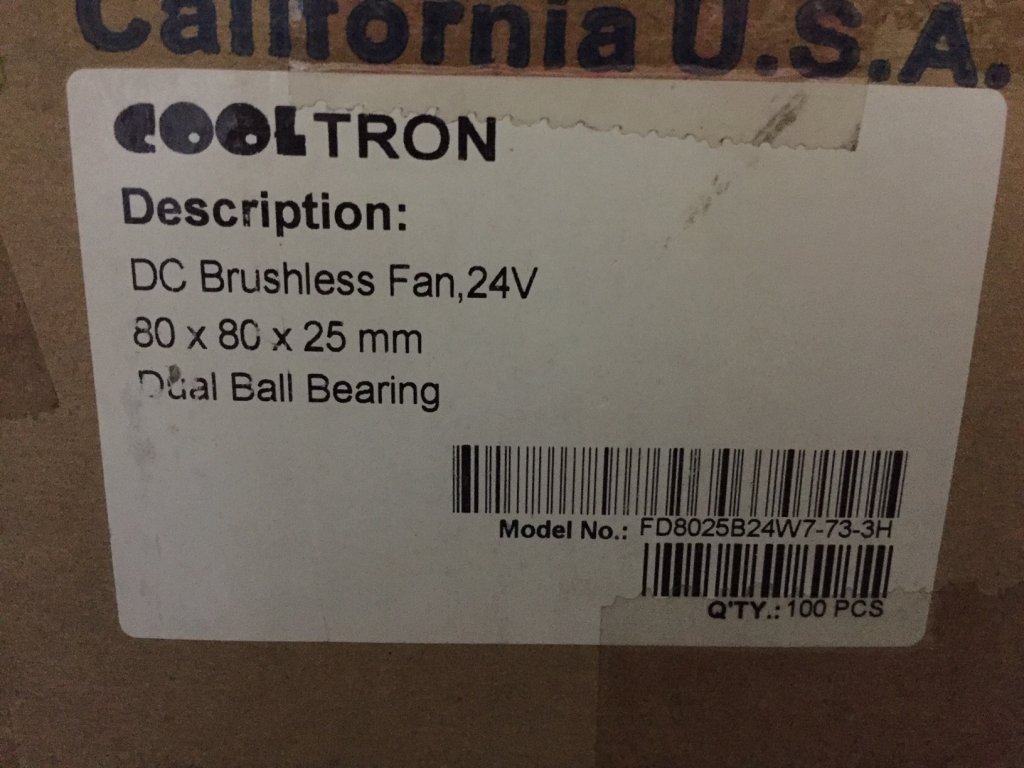 California U.S.A.
COOLTRON
Description:
DC Brushless Fan,24V
80 x 80 x 25 mm
Dual Ball Bearing
Model No.: FD8025B24W7-73-3H
Q'TY.: 100 PCS